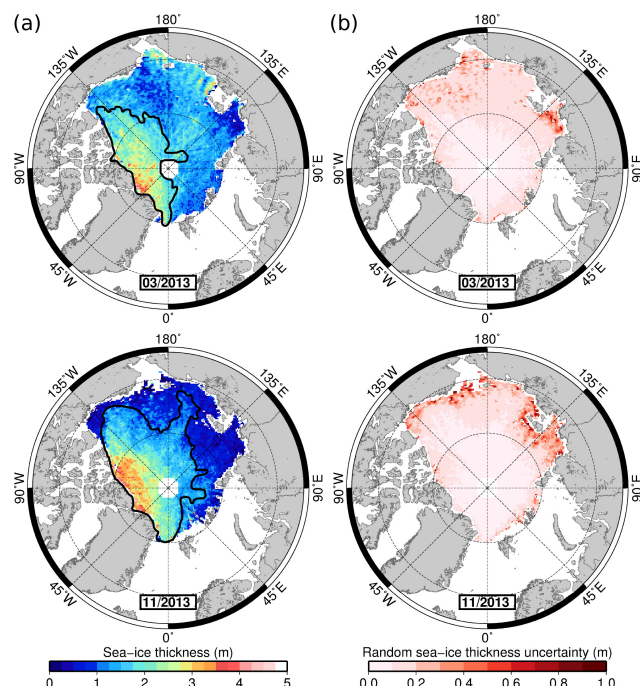 (a) (b)
180˚ 180˚
135˚W 135˚E 135˚W 135˚E
90˚W 90˚E 90˚W 90˚E
45˚W 45˚E 45˚W 45˚E
03/2013 03/2013
0˚ 0˚
180˚ 180˚
135˚W 135˚E 135˚W 135˚E
90˚W 90˚E 90˚W 90˚E
45˚W 45˚E 45˚W 45˚E
11/2013 11/2013
0˚ 0˚
Sea-ice thickness (m) Random sea-ice thickness uncertainty (m)
0 1 2 3 4 5 0.0 0.2 0.4 0.6 0.8 1.0